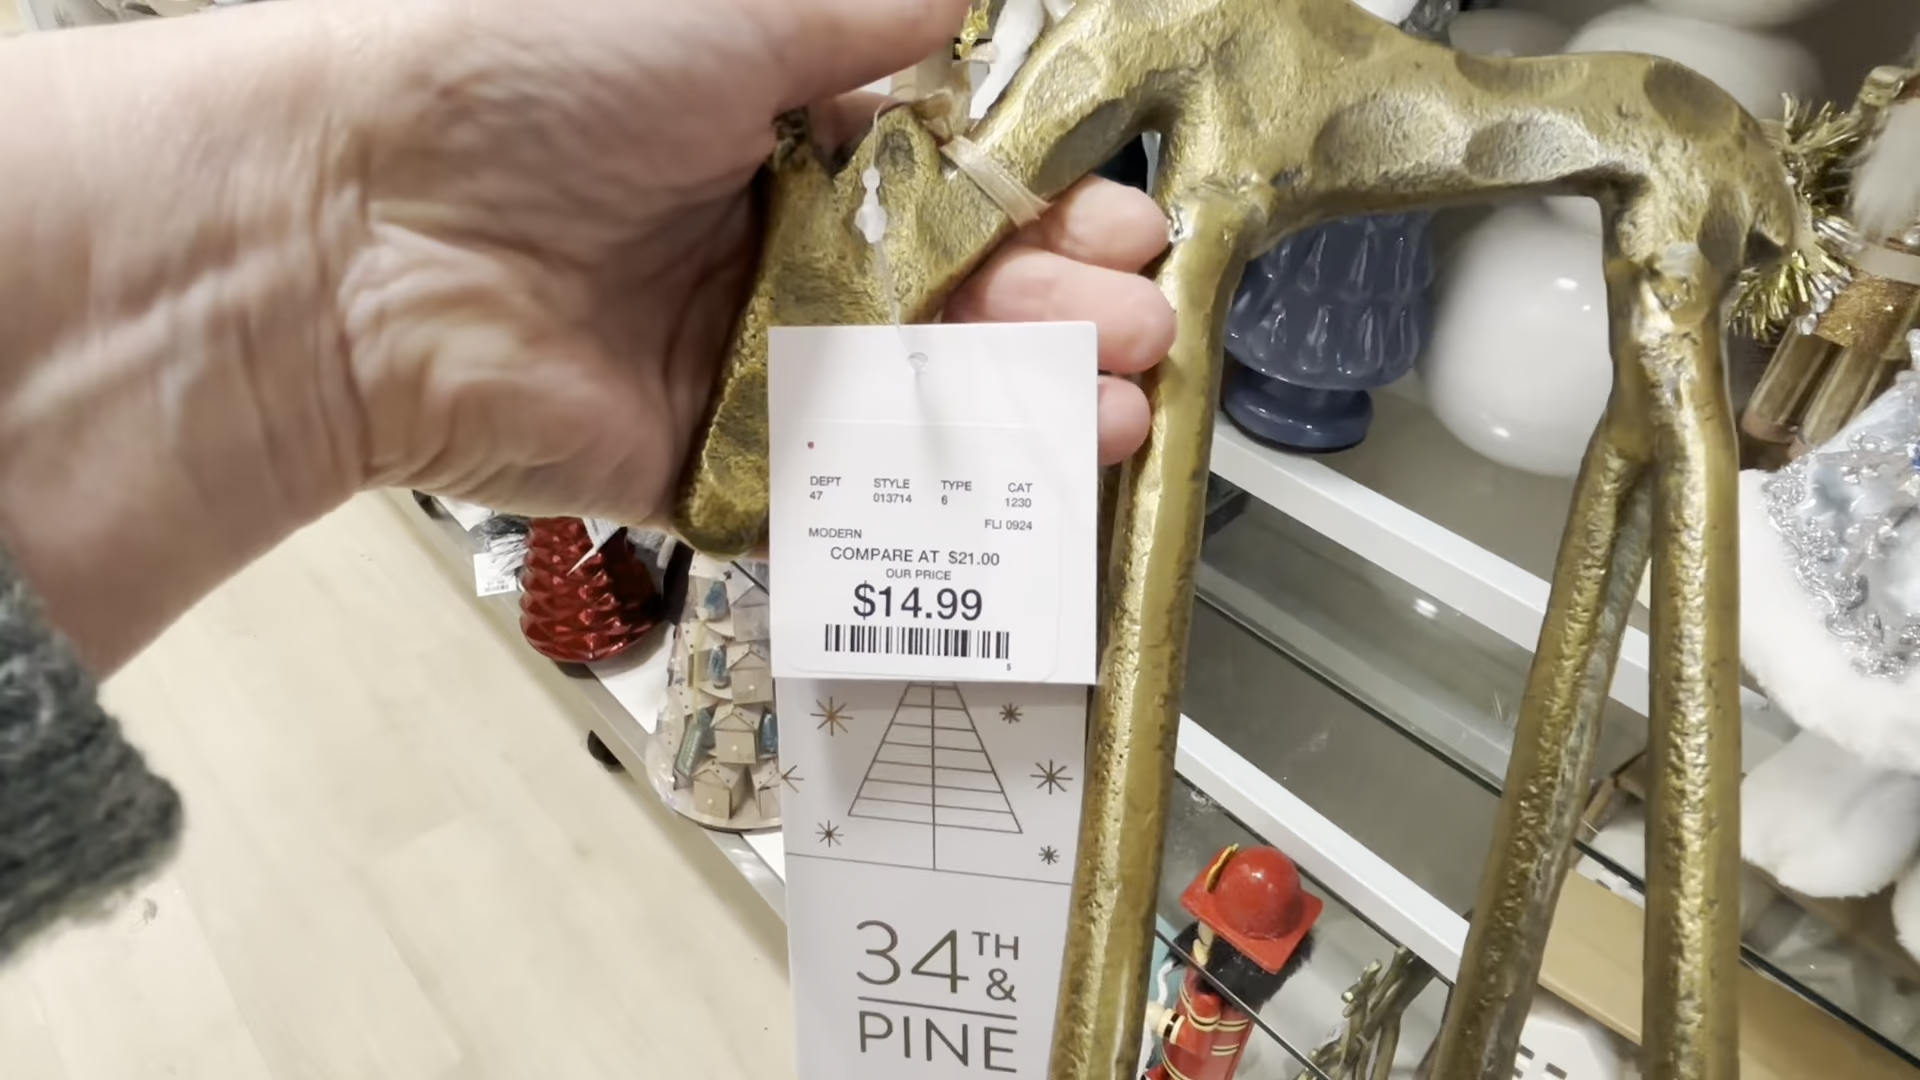 DEPT STYLE TYPE CAT
47 013714 6 1230
FLI 0924
MODERN
COMPARE AT $21.00
OUR PRICE
$14.99
5
34TH
&
PINE